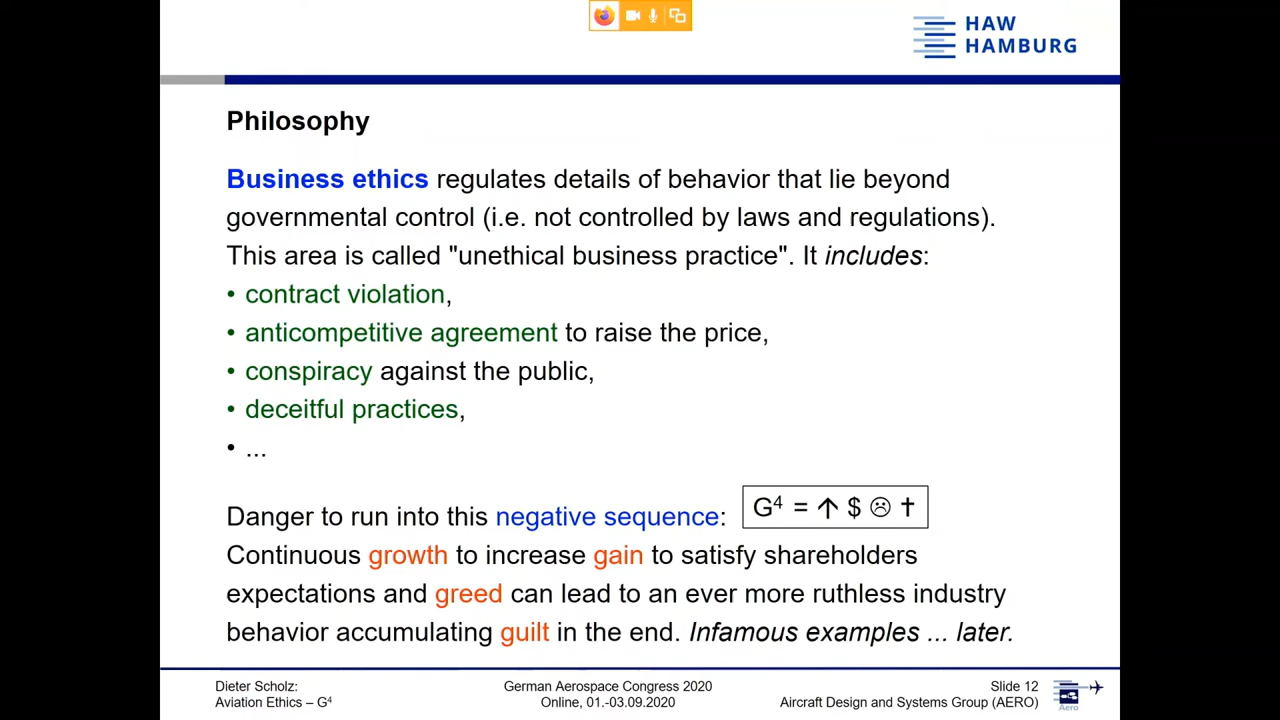 HAW
HAMBURG
Philosophy
Business ethics regulates details of behavior that lie beyond
governmental control (i.e. not controlled by laws and regulations).
This area is called "unethical business practice". It includes:
• contract violation,
• anticompetitive agreement to raise the price,
• conspiracy against the public,
• deceitful practices,
• ...
Danger to run into this negative sequence: G⁴ = ↑ $ ☹ ✝
Continuous growth to increase gain to satisfy shareholders
expectations and greed can lead to an ever more ruthless industry
behavior accumulating guilt in the end. Infamous examples ... later.
Dieter Scholz:
Aviation Ethics – G⁴
German Aerospace Congress 2020
Online, 01.-03.09.2020
Slide 12
Aircraft Design and Systems Group (AERO)
Aero